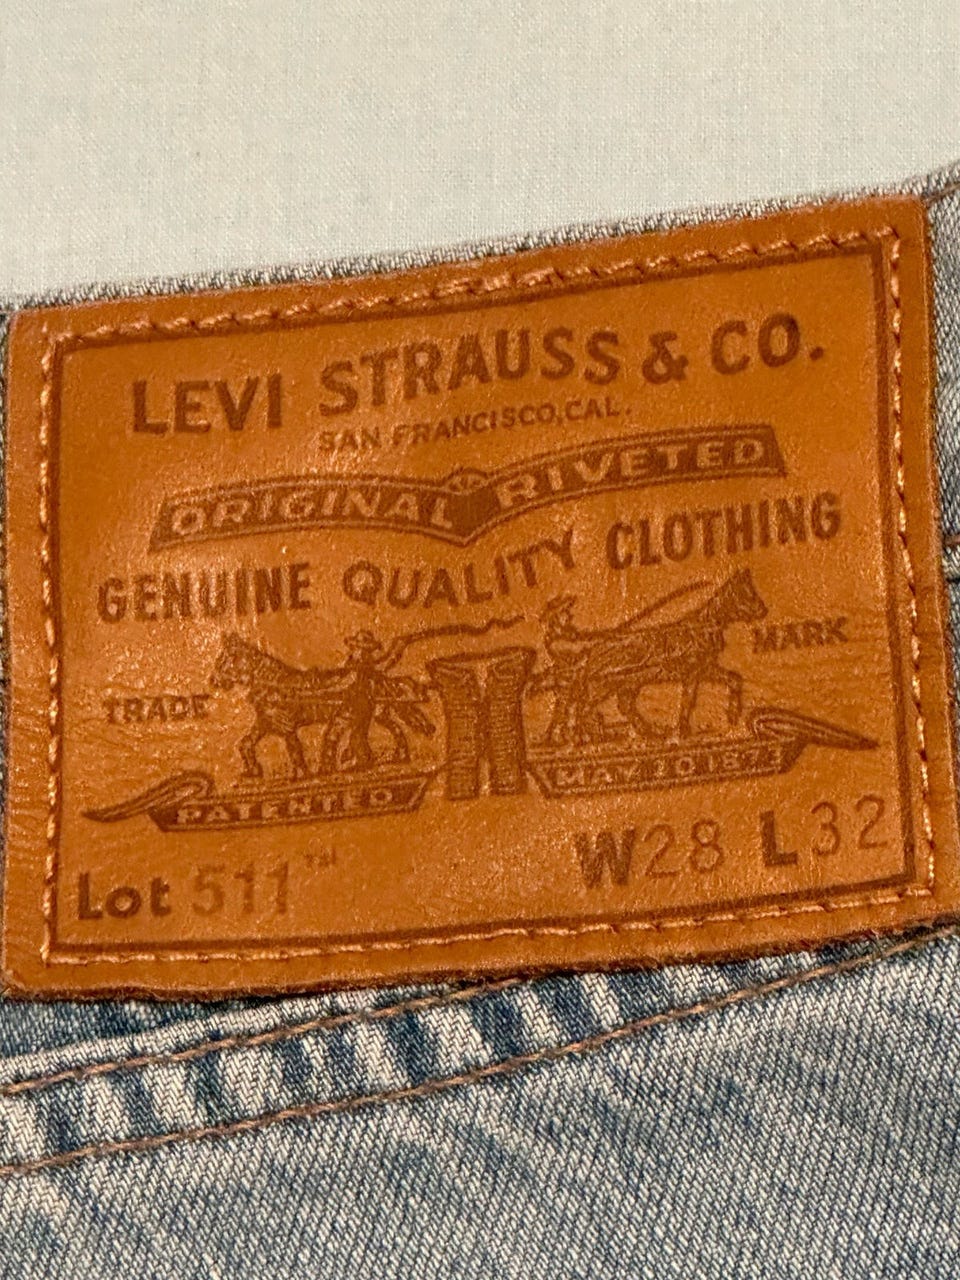 LEVI STRAUSS & CO.
SAN FRANCISCO, CAL.
ORIGINAL RIVETED
GENUINE QUALITY CLOTHING
TRADE MARK
PATENTED MAY 20 1873
Lot 511™ W28 L32